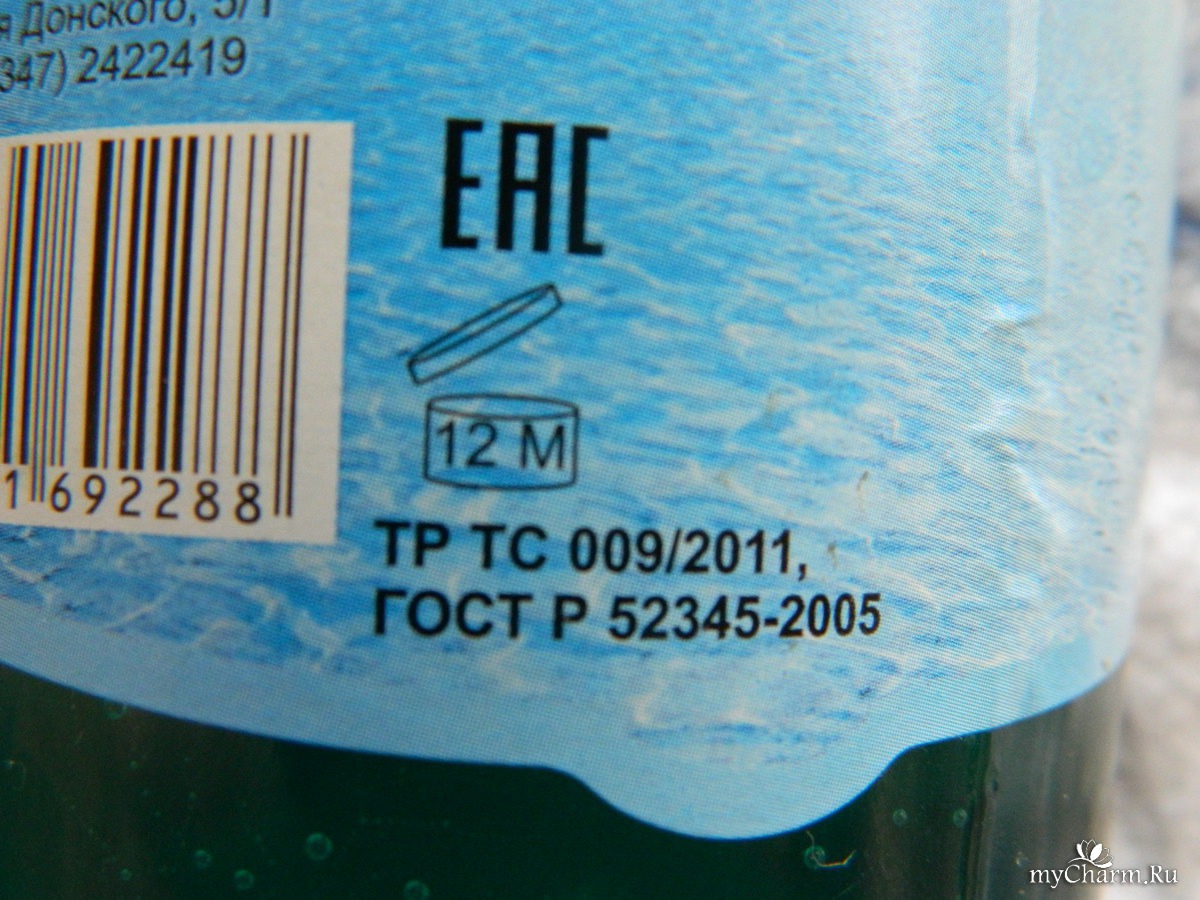 я Донского, 5/1
347) 2422419
EAC
12 M
1 692288
ТР ТС 009/2011,
ГОСТ Р 52345-2005
myCharm.Ru